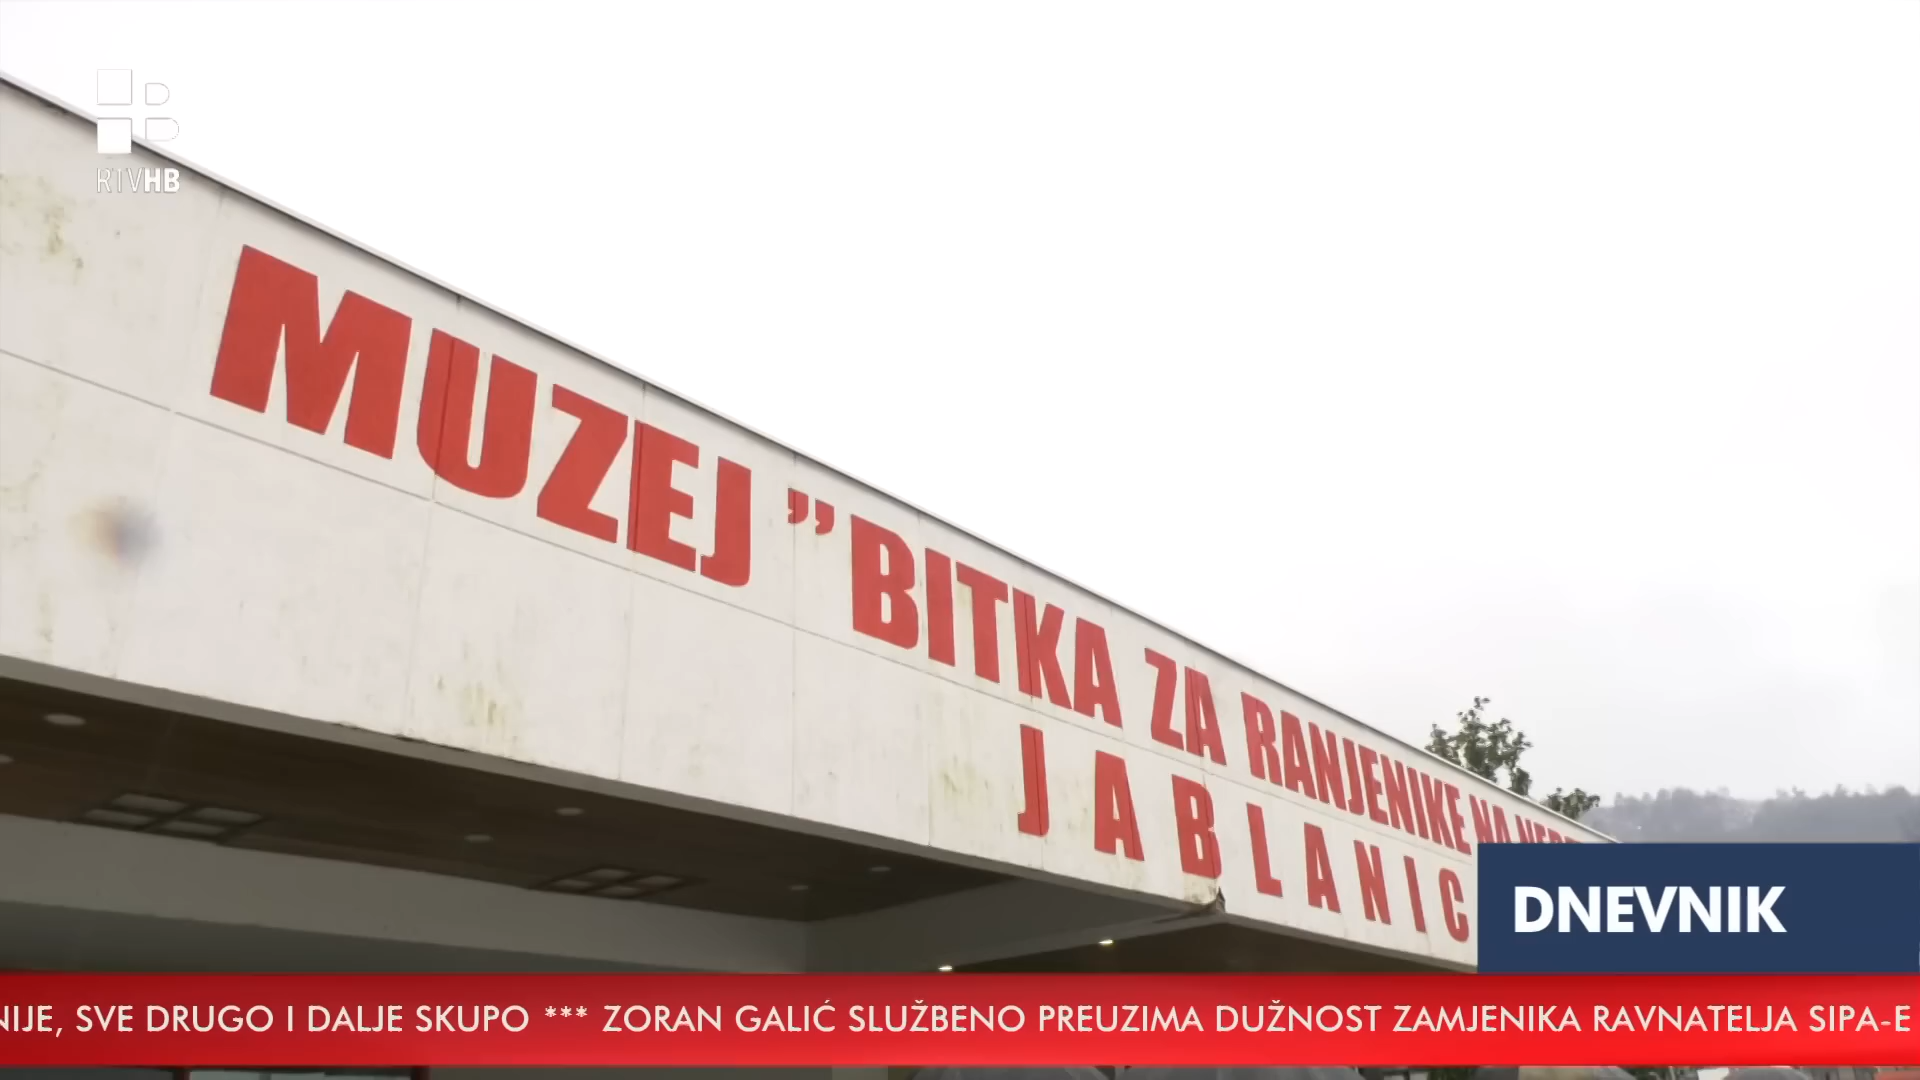 RTVHB
MUZEJ "BITKA ZA RANJENIKE NA
JABLANIC
DNEVNIK
NIJE, SVE DRUGO I DALJE SKUPO *** ZORAN GALIĆ SLUŽBENO PREUZIMA DUŽNOST ZAMJENIKA RAVNATELJA SIPA-E